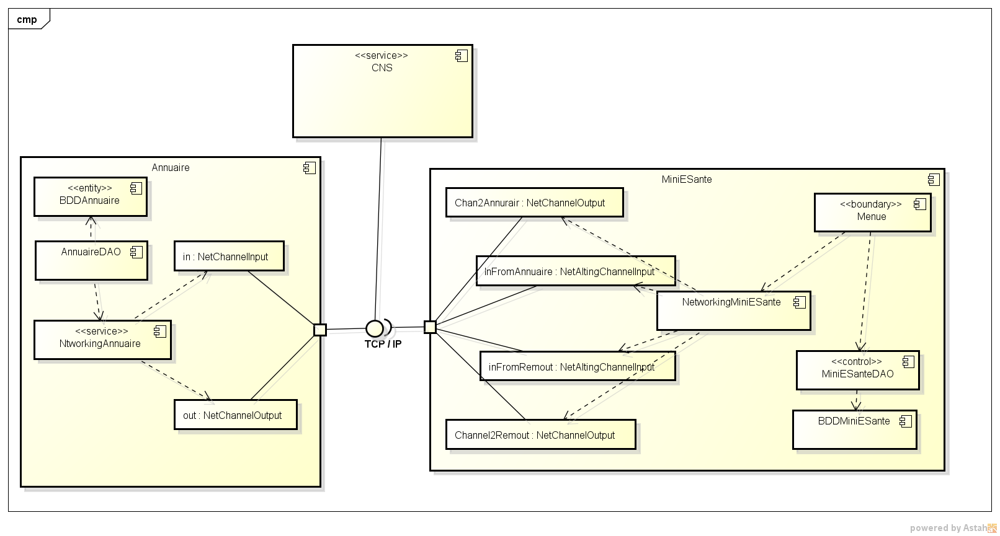 cmp
<<service>>
CNS
Annuaire
<<entity>>
BDDAnnuaire
AnnuaireDAO
in : NetChannelInput
<<service>>
NtworkingAnnuaire
out : NetChannelOutput
TCP / IP
MiniESante
Chan2Annurair : NetChannelOutput
InFromAnnuaire : NetAltingChannelInput
<<boundary>>
Menue
NetworkingMiniESante
inFromRemout : NetAltingChannelInput
<<control>>
MiniESanteDAO
Channel2Remout : NetChannelOutput
BDDMiniESante
powered by Astah